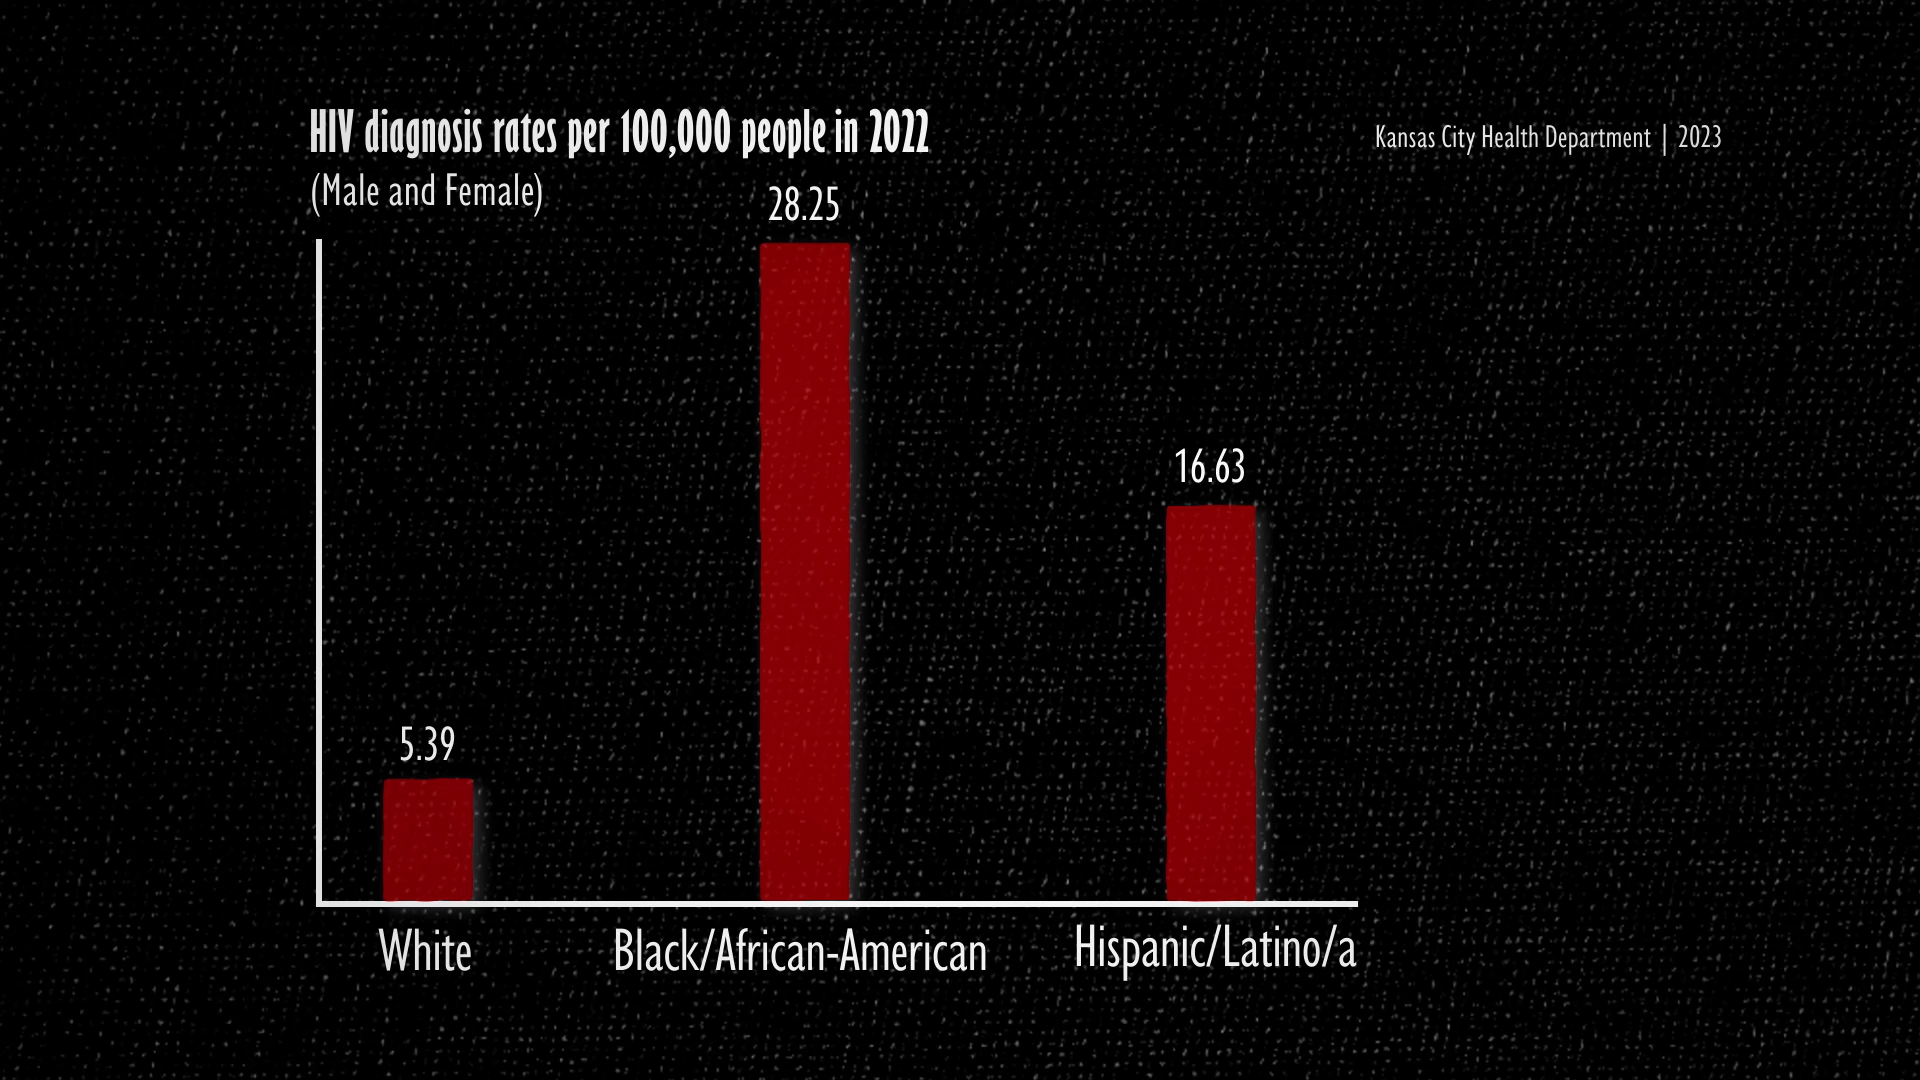 HIV diagnosis rates per 100,000 people in 2022
Kansas City Health Department | 2023
(Male and Female)
28.25
16.63
5.39
White
Black/African-American
Hispanic/Latino/a